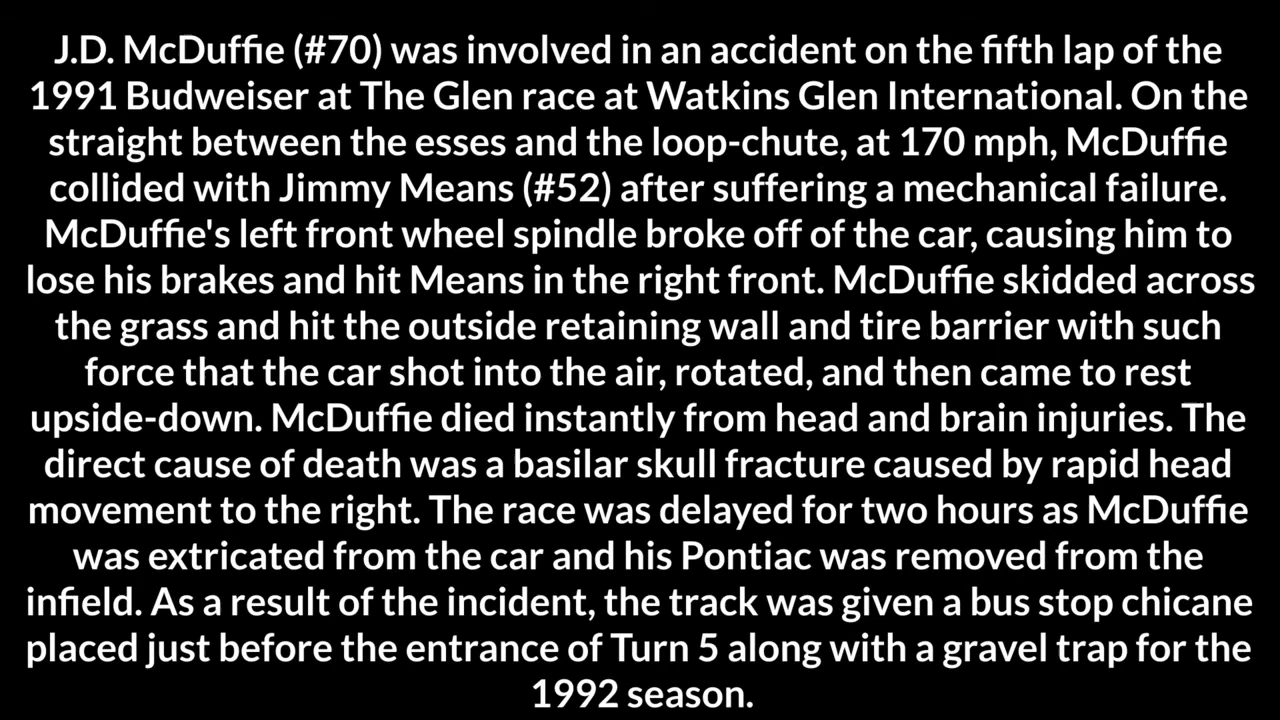 J.D. McDuffie (#70) was involved in an accident on the fifth lap of the
1991 Budweiser at The Glen race at Watkins Glen International. On the
straight between the esses and the loop-chute, at 170 mph, McDuffie
collided with Jimmy Means (#52) after suffering a mechanical failure.
McDuffie's left front wheel spindle broke off of the car, causing him to
lose his brakes and hit Means in the right front. McDuffie skidded across
the grass and hit the outside retaining wall and tire barrier with such
force that the car shot into the air, rotated, and then came to rest
upside-down. McDuffie died instantly from head and brain injuries. The
direct cause of death was a basilar skull fracture caused by rapid head
movement to the right. The race was delayed for two hours as McDuffie
was extricated from the car and his Pontiac was removed from the
infield. As a result of the incident, the track was given a bus stop chicane
placed just before the entrance of Turn 5 along with a gravel trap for the
1992 season.